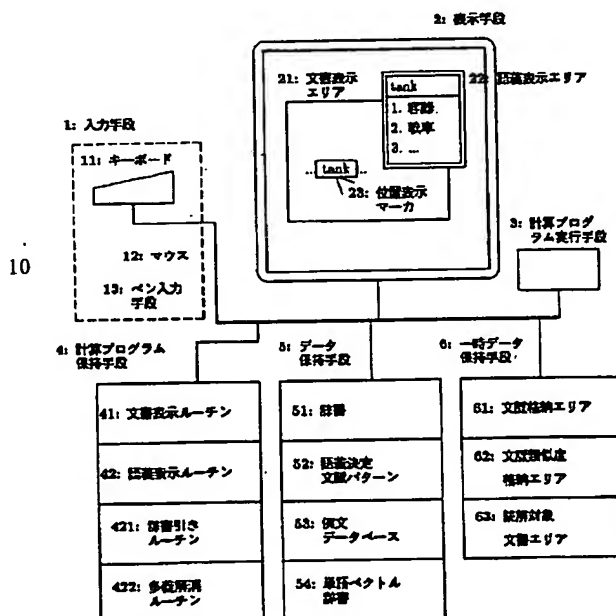 2: 表示手段
21: 文書表示
エリア
22: 語義表示エリア
tank
1. 容器.
2. 戦車
3. ...
1: 入力手段
11: キーボード
... tank ..
23: 位置表示
マーカ
3: 計算プログ
ラム実行手段
10
12: マウス
13: ペン入力
手段
4: 計算プログラム
保持手段
5: データ
保持手段
6: 一時データ
保持手段
41: 文書表示ルーチン
51: 辞書
61: 文脈格納エリア
42: 語義表示ルーチン
52: 語義決定
文脈パターン
62: 文脈類似度
格納エリア
421: 辞書引き
ルーチン
53: 例文
データベース
63: 読解対象
文書エリア
422: 多義解消
ルーチン
54: 単語ベクトル
辞書